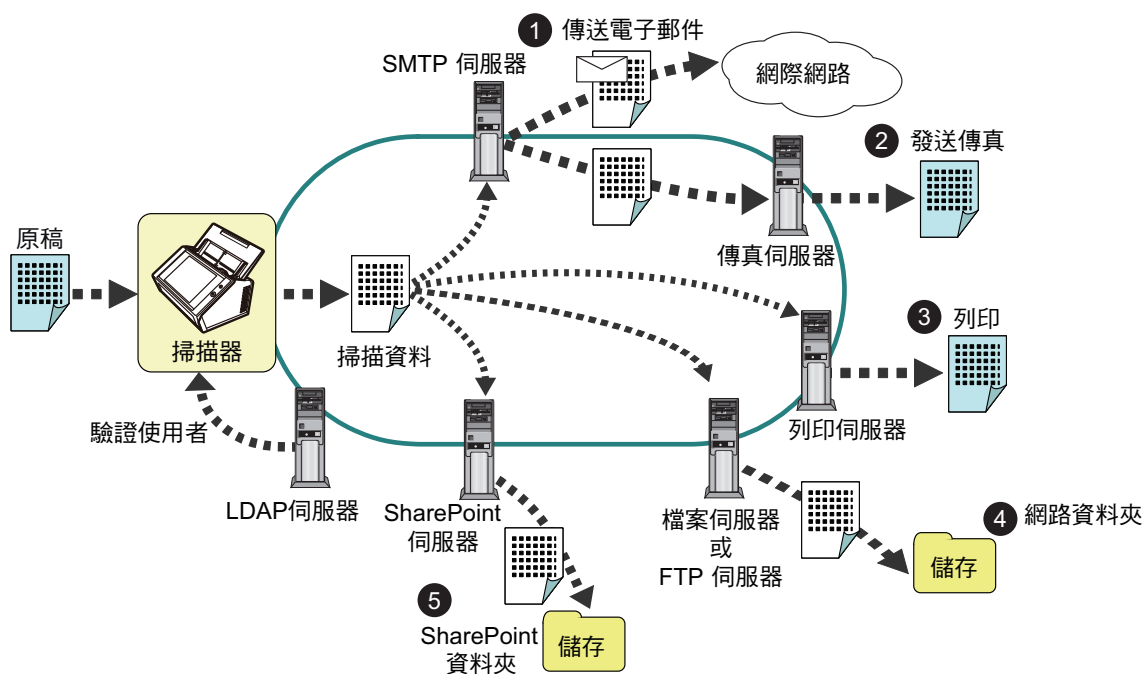 1 傳送電子郵件
SMTP 伺服器
網際網路
2 發送傳真
傳真伺服器
原稿
掃描器
掃描資料
3 列印
列印伺服器
驗證使用者
LDAP伺服器
SharePoint
伺服器
檔案伺服器
或
FTP 伺服器
4 網路資料夾
儲存
5
SharePoint
資料夾
儲存